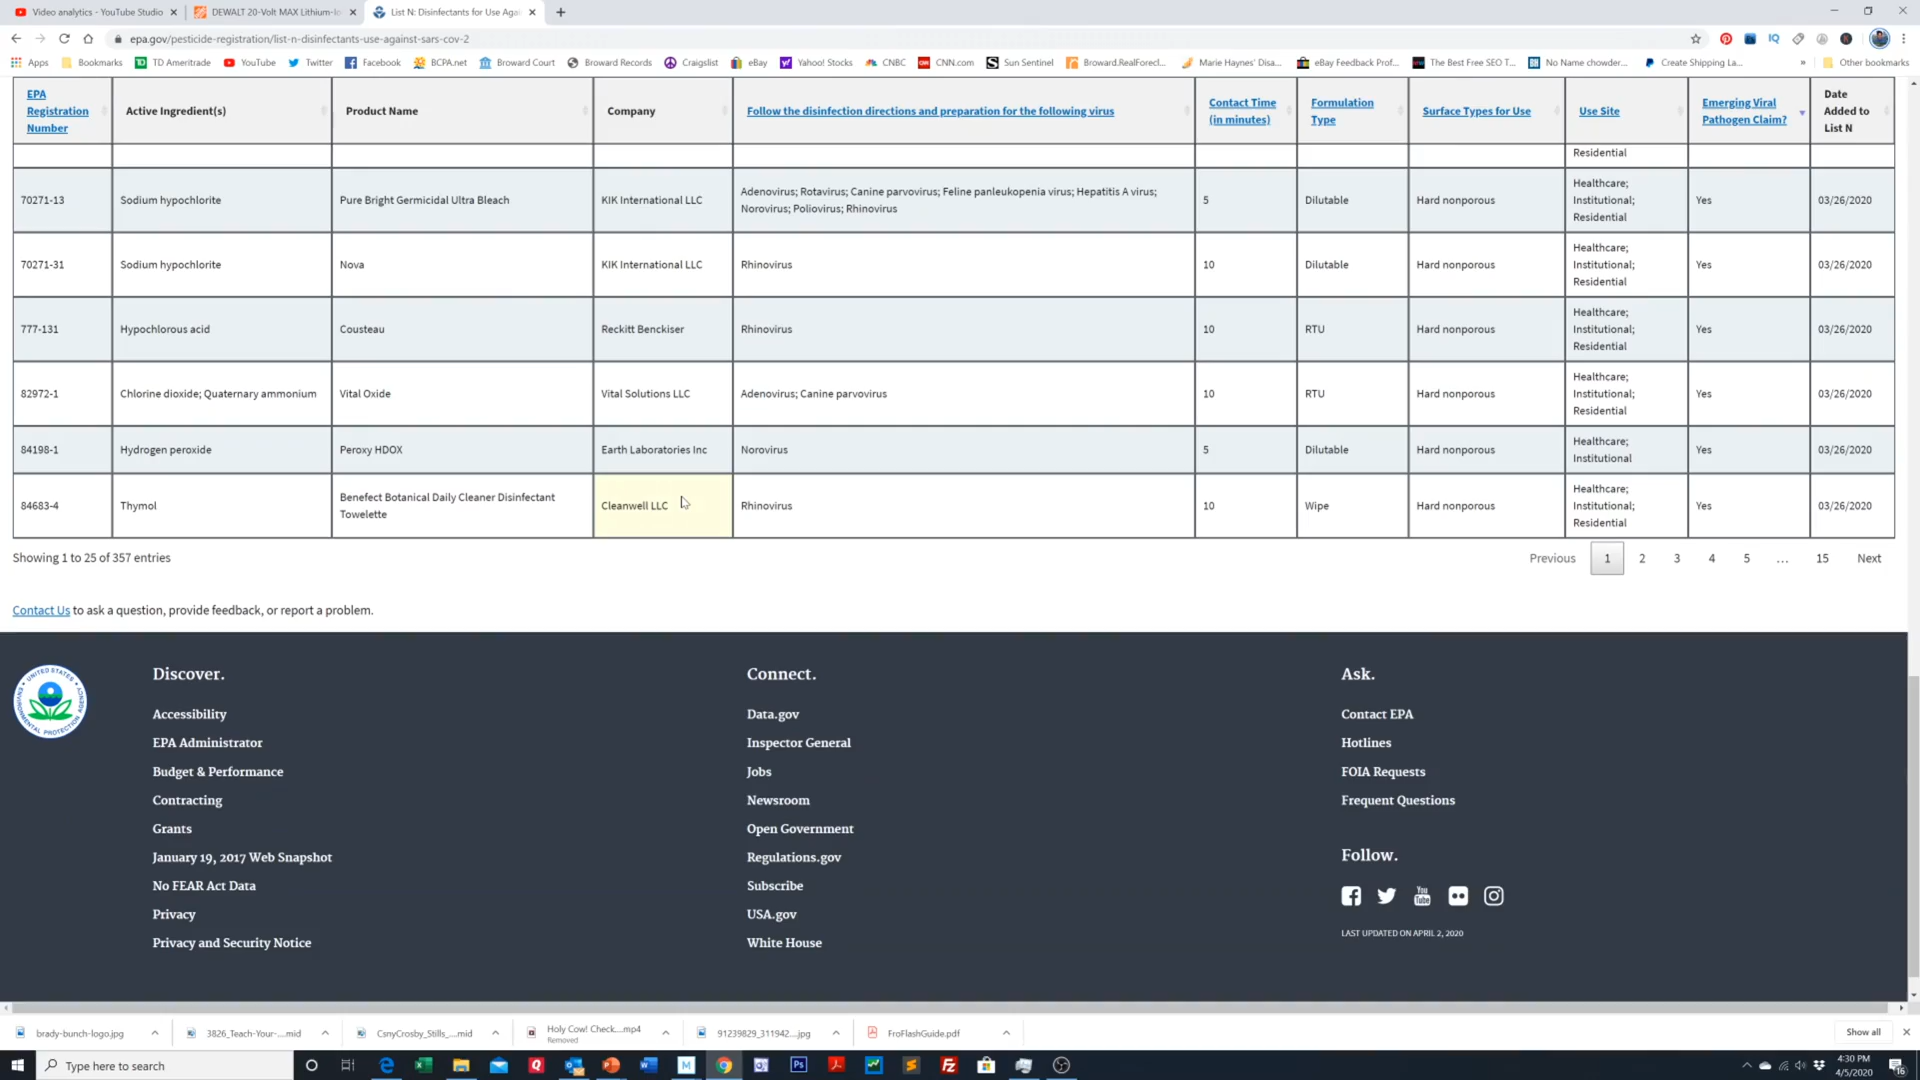 Video analytics - YouTube Studio
DEWALT 20-Volt MAX Lithium-Io
List N: Disinfectants for Use Agai
epa.gov/pesticide-registration/list-n-disinfectants-use-against-sars-cov-2
Apps
Bookmarks
TD Ameritrade
YouTube
Twitter
Facebook
BCPA.net
Broward Court
Broward Records
Craigslist
eBay
Yahoo! Stocks
CNBC
CNN.com
Sun Sentinel
Broward.RealForecl...
Marie Haynes' Disa...
eBay Feedback Prof...
The Best Free SEO T...
No Name chowder...
Create Shipping La...
»
Other bookmarks
EPA
Registration
Number
Active Ingredient(s)
Product Name
Company
Follow the disinfection directions and preparation for the following virus
Contact Time
(in minutes)
Formulation
Type
Surface Types for Use
Use Site
Emerging Viral
Pathogen Claim?
Date
Added to
List N
Residential
70271-13
Sodium hypochlorite
Pure Bright Germicidal Ultra Bleach
KIK International LLC
Adenovirus; Rotavirus; Canine parvovirus; Feline panleukopenia virus; Hepatitis A virus;
Norovirus; Poliovirus; Rhinovirus
5
Dilutable
Hard nonporous
Healthcare;
Institutional;
Residential
Yes
03/26/2020
70271-31
Sodium hypochlorite
Nova
KIK International LLC
Rhinovirus
10
Dilutable
Hard nonporous
Healthcare;
Institutional;
Residential
Yes
03/26/2020
777-131
Hypochlorous acid
Cousteau
Reckitt Benckiser
Rhinovirus
10
RTU
Hard nonporous
Healthcare;
Institutional;
Residential
Yes
03/26/2020
82972-1
Chlorine dioxide; Quaternary ammonium
Vital Oxide
Vital Solutions LLC
Adenovirus; Canine parvovirus
10
RTU
Hard nonporous
Healthcare;
Institutional;
Residential
Yes
03/26/2020
84198-1
Hydrogen peroxide
Peroxy HDOX
Earth Laboratories Inc
Norovirus
5
Dilutable
Hard nonporous
Healthcare;
Institutional
Yes
03/26/2020
84683-4
Thymol
Benefect Botanical Daily Cleaner Disinfectant
Towelette
Cleanwell LLC
Rhinovirus
10
Wipe
Hard nonporous
Healthcare;
Institutional;
Residential
Yes
03/26/2020
Showing 1 to 25 of 357 entries
Previous
1
2
3
4
5
...
15
Next
Contact Us to ask a question, provide feedback, or report a problem.
UNITED STATES
ENVIRONMENTAL PROTECTION AGENCY
Discover.
Accessibility
EPA Administrator
Budget & Performance
Contracting
Grants
January 19, 2017 Web Snapshot
No FEAR Act Data
Privacy
Privacy and Security Notice
Connect.
Data.gov
Inspector General
Jobs
Newsroom
Open Government
Regulations.gov
Subscribe
USA.gov
White House
Ask.
Contact EPA
Hotlines
FOIA Requests
Frequent Questions
Follow.
You
Tube
LAST UPDATED ON APRIL 2, 2020
brady-bunch-logo.jpg
3826_Teach-Your-....mid
CsnyCrosby_Stills_....mid
Holy Cow! Check....mp4
Removed
91239829_311942....jpg
FroFlashGuide.pdf
Show all
Type here to search
4:30 PM
4/5/2020
16